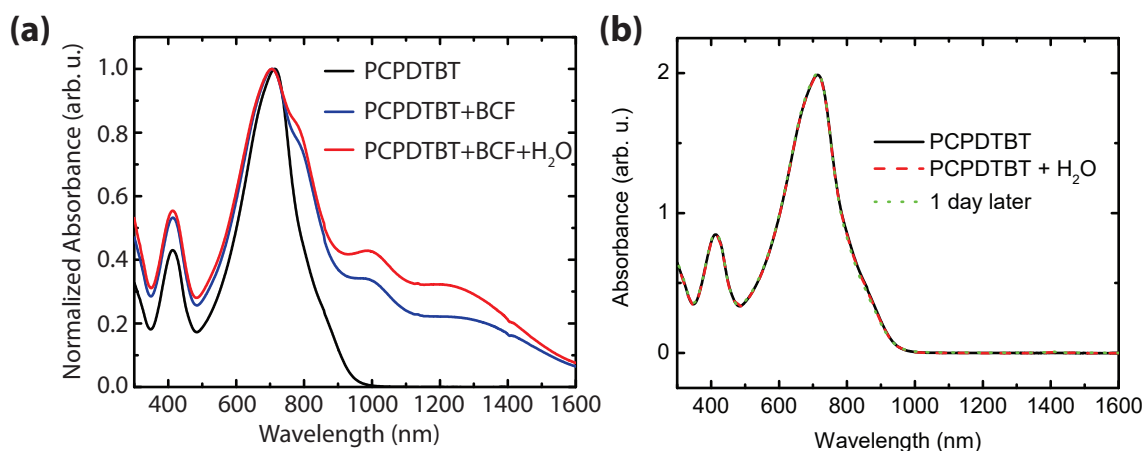 (a)
Normalized Absorbance (arb. u.)
1.0
0.8
0.6
0.4
0.2
0.0
PCPDTBT
PCPDTBT+BCF
PCPDTBT+BCF+H₂O
400 600 800 1000 1200 1400 1600
Wavelength (nm)
(b)
Absorbance (arb. u.)
2
1
0
PCPDTBT
PCPDTBT + H₂O
1 day later
400 600 800 1000 1200 1400 1600
Wavelength (nm)